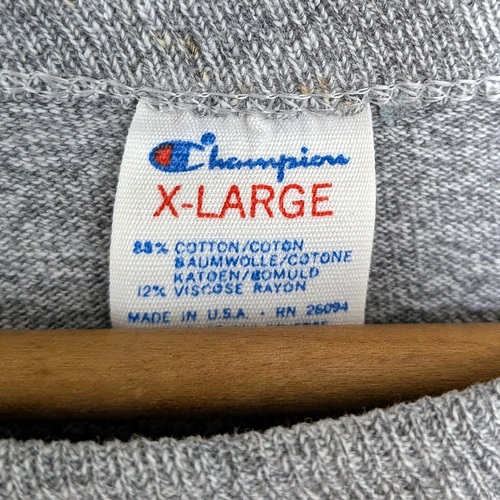 Champion
X-LARGE
88% COTTON/COTON
BAUMWOLLE/COTONE
KATOEN/BOMULD
12% VISCOSE RAYON
MADE IN U.S.A. · RN 26094